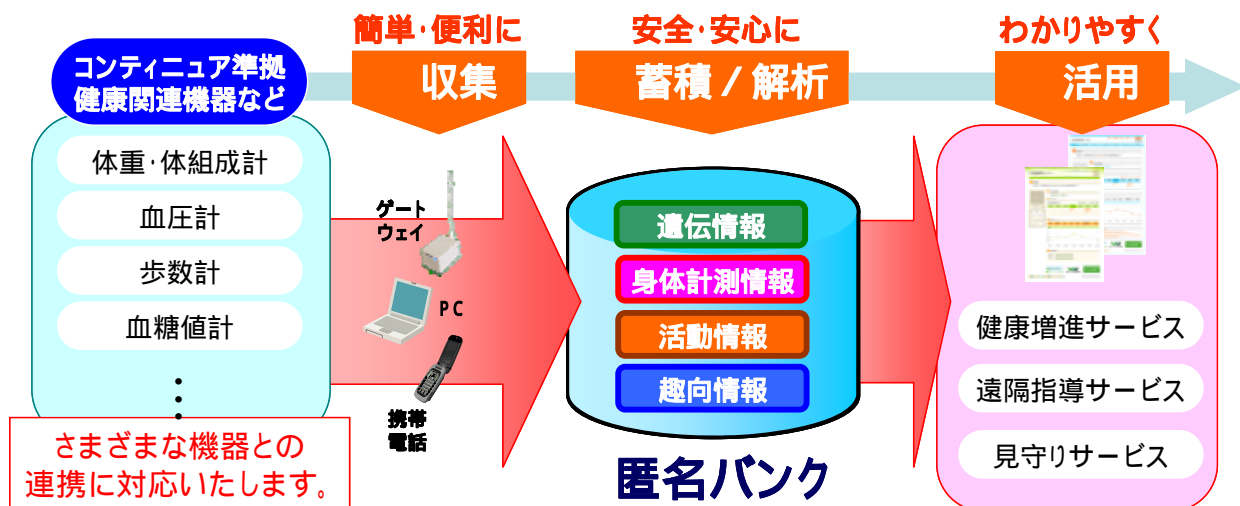 簡単・便利に
安全・安心に
わかりやすく
収集
蓄積 / 解析
活用
コンティニュア準拠
健康関連機器など
体重・体組成計
血圧計
歩数計
血糖値計
さまざまな機器との
連携に対応いたします。
ゲート
ウェイ
PC
携帯
電話
遺伝情報
身体計測情報
活動情報
趣向情報
匿名バンク
健康増進サービス
遠隔指導サービス
見守りサービス